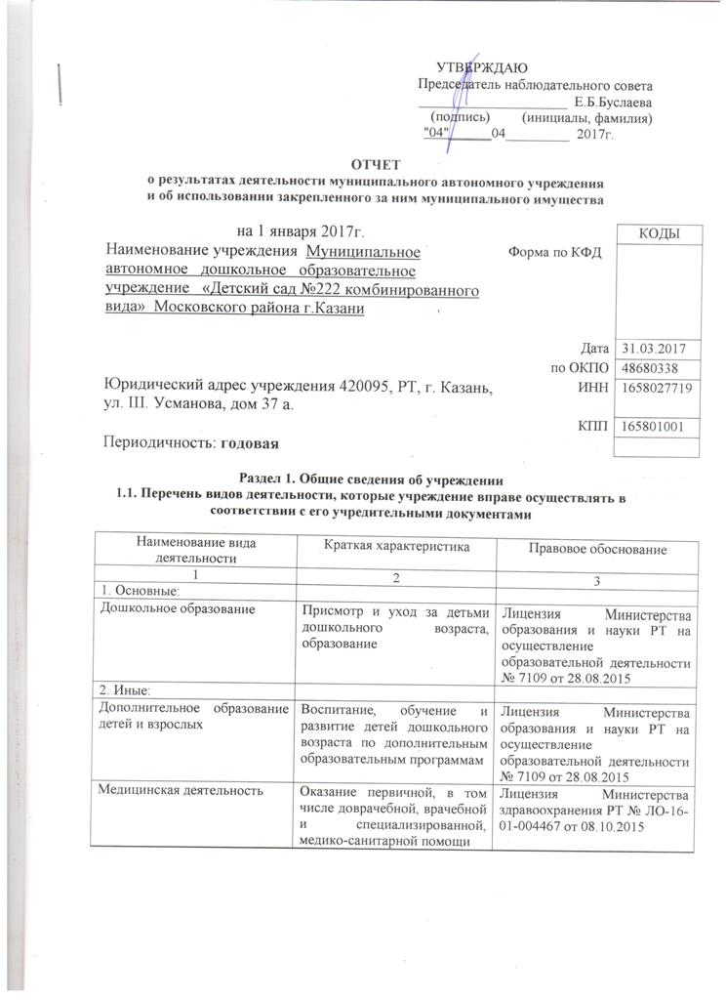 УТВЕРЖДАЮ
Председатель наблюдательного совета
____________________ Е.Б.Буслаева
(подпись) (инициалы, фамилия)
"04"______04_________ 2017г.
ОТЧЕТ
о результатах деятельности муниципального автономного учреждения
и об использовании закрепленного за ним муниципального имущества
на 1 января 2017г.
КОДЫ
Наименование учреждения Муниципальное
Форма по КФД
автономное дошкольное образовательное
учреждение «Детский сад №222 комбинированного
вида» Московского района г.Казани
Дата 31.03.2017
по ОКПО 48680338
Юридический адрес учреждения 420095, РТ, г. Казань,
ИНН 1658027719
ул. Ш. Усманова, дом 37 а.
КПП 165801001
Периодичность: годовая
Раздел 1. Общие сведения об учреждении
1.1. Перечень видов деятельности, которые учреждение вправе осуществлять в
соответствии с его учредительными документами
Наименование вида
деятельности
Краткая характеристика
Правовое обоснование
1
2
3
1. Основные:
Дошкольное образование
Присмотр и уход за детьми
дошкольного возраста,
образование
Лицензия Министерства
образования и науки РТ на
осуществление
образовательной деятельности
№ 7109 от 28.08.2015
2. Иные:
Дополнительное образование
детей и взрослых
Воспитание, обучение и
развитие детей дошкольного
возраста по дополнительным
образовательным программам
Лицензия Министерства
образования и науки РТ на
осуществление
образовательной деятельности
№ 7109 от 28.08.2015
Медицинская деятельность
Оказание первичной, в том
числе доврачебной, врачебной
и специализированной,
медико-санитарной помощи
Лицензия Министерства
здравоохранения РТ № ЛО-16-
01-004467 от 08.10.2015